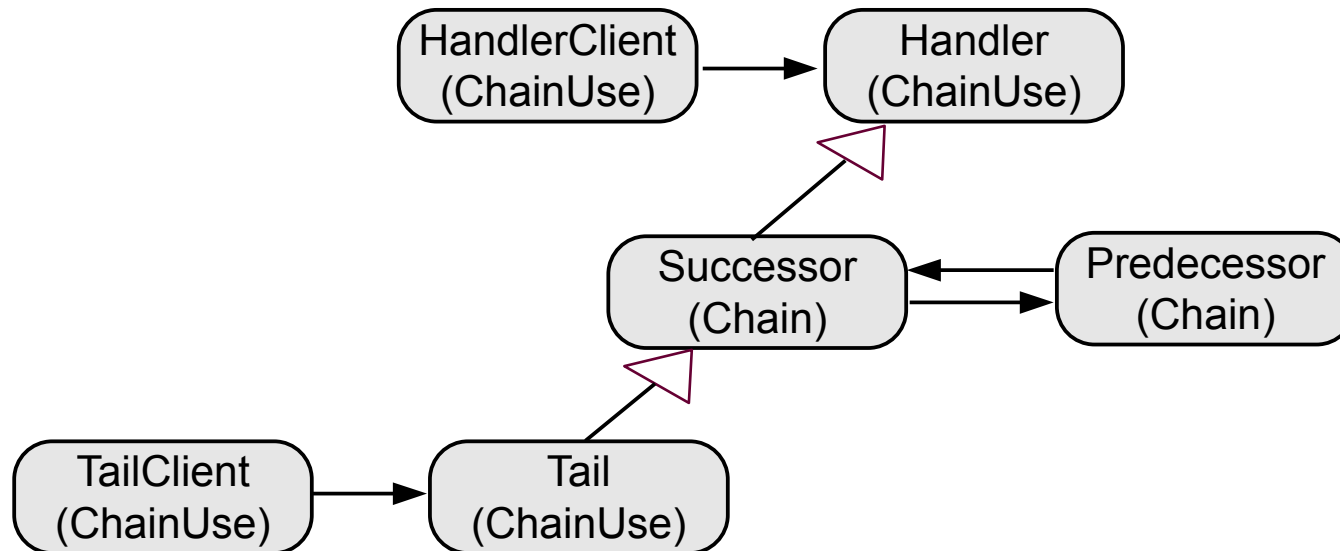 HandlerClient
(ChainUse)
Handler
(ChainUse)
Successor
(Chain)
Predecessor
(Chain)
TailClient
(ChainUse)
Tail
(ChainUse)